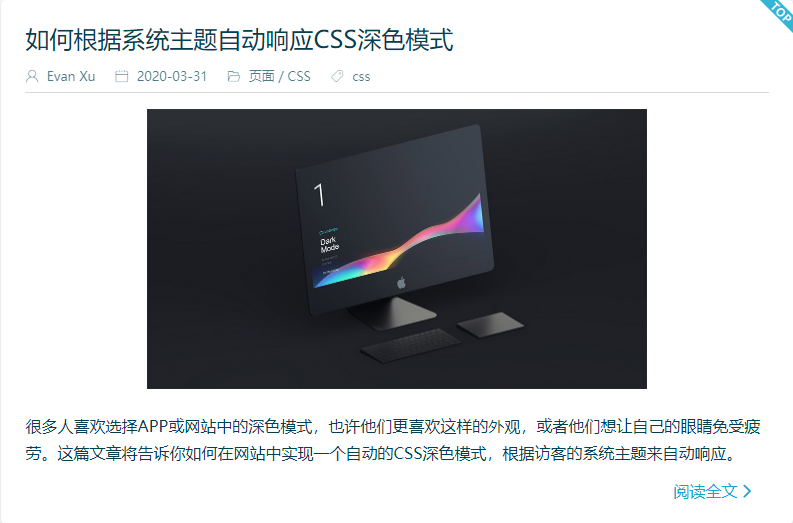 TOP
如何根据系统主题自动响应CSS深色模式
Evan Xu 2020-03-31 页面 / CSS css
1
Dark
Mode
很多人喜欢选择APP或网站中的深色模式，也许他们更喜欢这样的外观，或者他们想让自己的眼睛免受疲
劳。这篇文章将告诉你如何在网站中实现一个自动的CSS深色模式，根据访客的系统主题来自动响应。
阅读全文